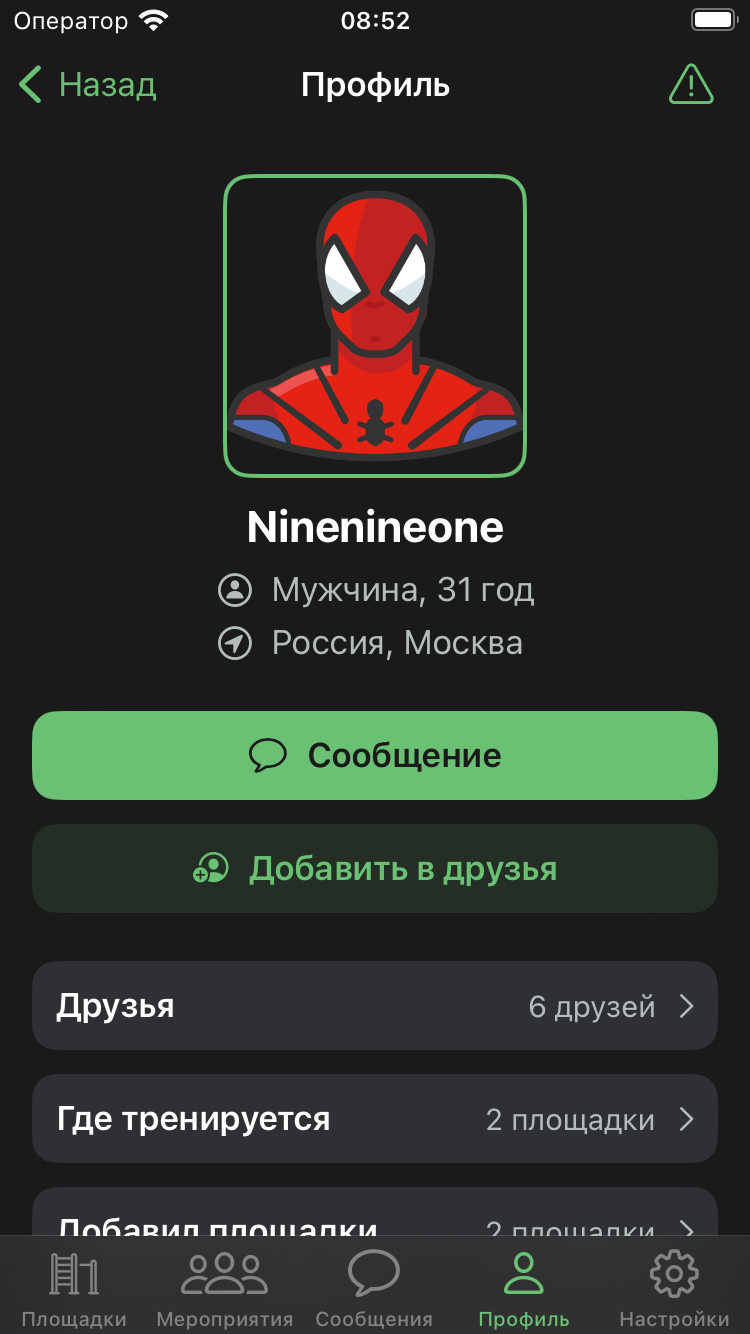 Оператор 08:52
Назад Профиль
Ninenineone
Мужчина, 31 год
Россия, Москва
Сообщение
Добавить в друзья
Друзья 6 друзей
Где тренируется 2 площадки
Добавил площадки 2 площадки
Площадки Мероприятия Сообщения Профиль Настройки